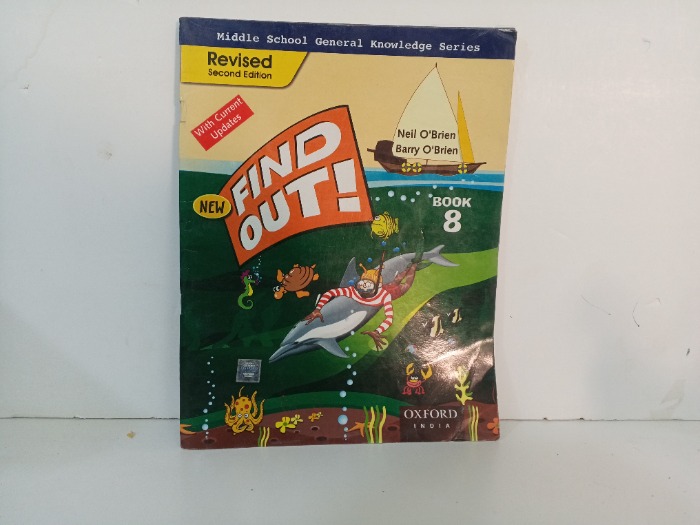 Middle School General Knowledge Series
Revised
Second Edition
With Current
Updates
Neil O'Brien
Barry O'Brien
NEW
FIND
OUT!
BOOK
8
OXFORD
INDIA